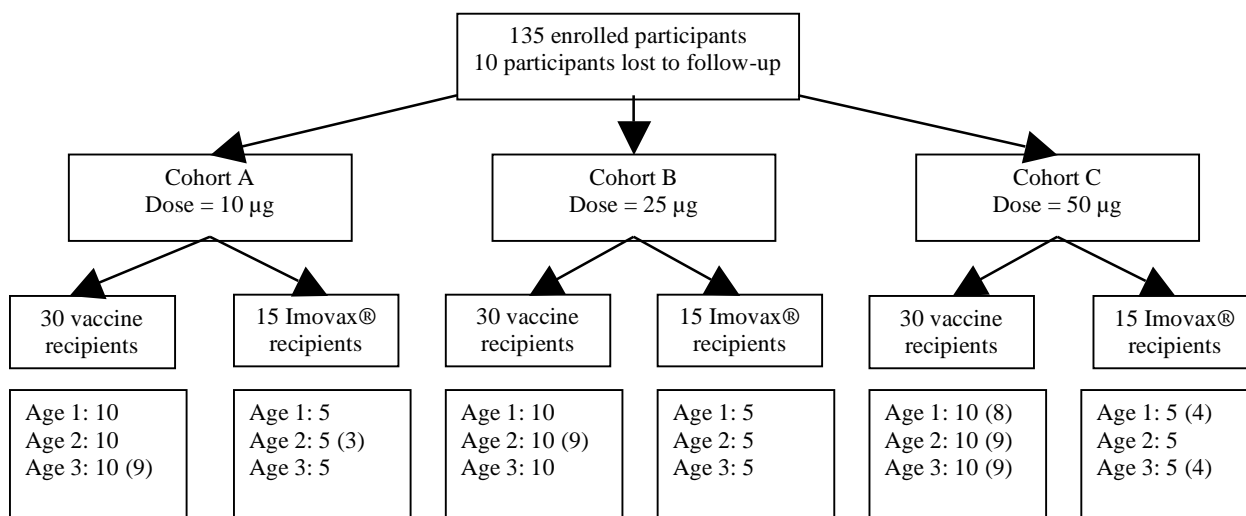 135 enrolled participants
10 participants lost to follow-up
Cohort A
Dose = 10 µg
Cohort B
Dose = 25 µg
Cohort C
Dose = 50 µg
30 vaccine
recipients
15 Imovax®
recipients
30 vaccine
recipients
15 Imovax®
recipients
30 vaccine
recipients
15 Imovax®
recipients
Age 1: 10
Age 2: 10
Age 3: 10 (9)
Age 1: 5
Age 2: 5 (3)
Age 3: 5
Age 1: 10
Age 2: 10 (9)
Age 3: 10
Age 1: 5
Age 2: 5
Age 3: 5
Age 1: 10 (8)
Age 2: 10 (9)
Age 3: 10 (9)
Age 1: 5 (4)
Age 2: 5
Age 3: 5 (4)